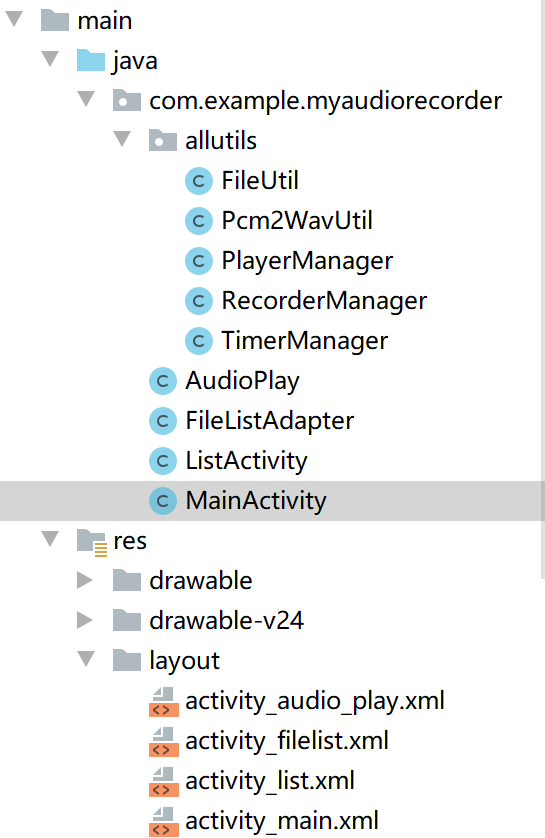 main
java
com.example.myaudiorecorder
allutils
C FileUtil
C Pcm2WavUtil
C PlayerManager
C RecorderManager
C TimerManager
C AudioPlay
C FileListAdapter
C ListActivity
C MainActivity
res
drawable
drawable-v24
layout
<> activity_audio_play.xml
<> activity_filelist.xml
<> activity_list.xml
<> activity_main.xml